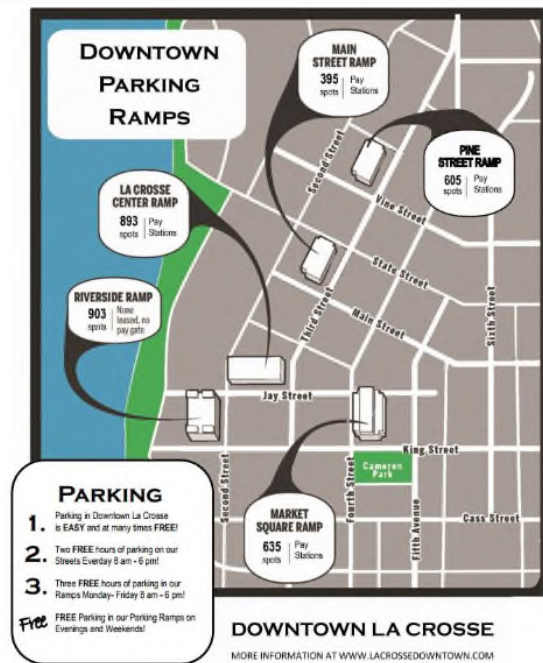 DOWNTOWN
PARKING
RAMPS
MAIN
STREET RAMP
395 spots Pay Stations
PINE
STREET RAMP
605 spots Pay Stations
LA CROSSE
CENTER RAMP
893 spots Pay Stations
RIVERSIDE RAMP
903 spots None leased, no pay gate
Second Street
Vine Street
State Street
Main Street
Third Street
Sixth Street
Jay Street
King Street
Second Street
Fourth Street
Cameron
Park
Fifth Avenue
Cass Street
MARKET
SQUARE RAMP
635 spots Pay Stations
PARKING
1. Parking in Downtown La Crosse
is EASY and at many times FREE!
2. Two FREE hours of parking on our
Streets Everday 8 am - 6 pm!
3. Three FREE hours of parking in our
Ramps Monday- Friday 8 am - 6 pm!
Free FREE Parking in our Parking Ramps on
Evenings and Weekends!
DOWNTOWN LA CROSSE
MORE INFORMATION AT WWW.LACROSSEDOWNTOWN.COM